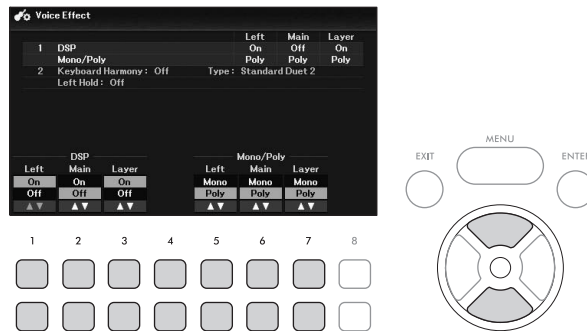 Voice Effect
Left Main Layer
1 DSP On Off On
Mono/Poly Poly Poly Poly
2 Keyboard Harmony: Off Type: Standard Duet 2
Left Hold: Off
DSP Mono/Poly
Left Main Layer Left Main Layer
On On On Mono Mono Mono
Off Off Off Poly Poly Poly
▲▼ ▲▼ ▲▼ ▲▼ ▲▼ ▲▼
1 2 3 4 5 6 7 8
MENU
EXIT ENTER